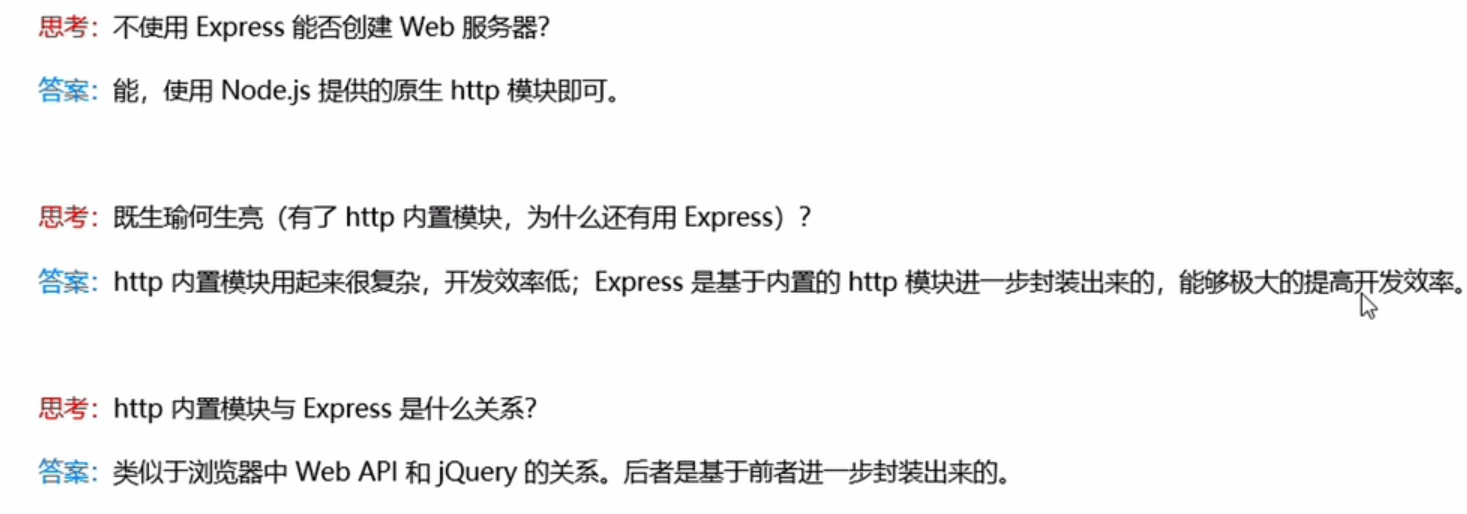 思考：不使用 Express 能否创建 Web 服务器？
答案：能，使用 Node.js 提供的原生 http 模块即可。
思考：既生瑜何生亮（有了 http 内置模块，为什么还有用 Express）？
答案：http 内置模块用起来很复杂，开发效率低；Express 是基于内置的 http 模块进一步封装出来的，能够极大的提高开发效率。
思考：http 内置模块与 Express 是什么关系？
答案：类似于浏览器中 Web API 和 jQuery 的关系。后者是基于前者进一步封装出来的。